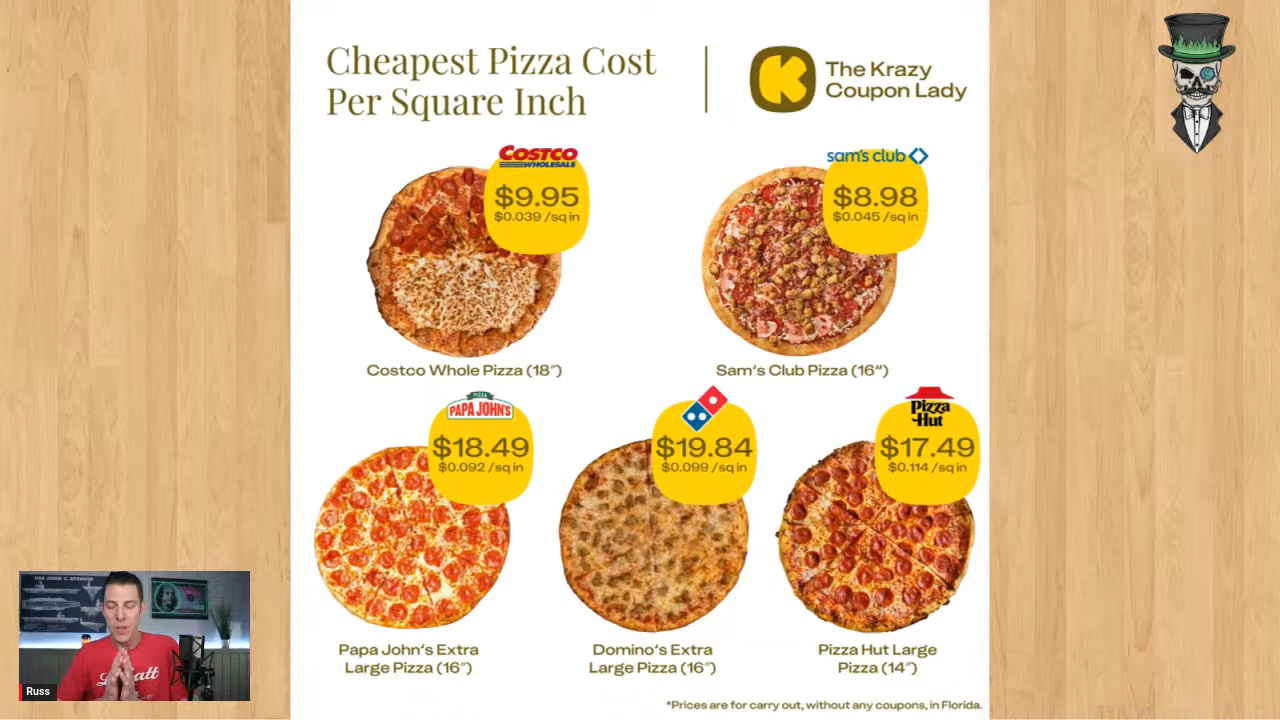 Cheapest Pizza Cost
Per Square Inch
The Krazy
Coupon Lady
COSTCO
WHOLESALE
$9.95
$0.039 /sq in
sam's club
$8.98
$0.045 /sq in
Costco Whole Pizza (18″)
Sam's Club Pizza (16“)
PIZZA
PAPA JOHN'S
$18.49
$0.092 /sq in
$19.84
$0.099 /sq in
Pizza
Hut
$17.49
$0.114 /sq in
Papa John's Extra
Large Pizza (16″)
Domino's Extra
Large Pizza (16″)
Pizza Hut Large
Pizza (14″)
*Prices are for carry out, without any coupons, in Florida.
USS JOHN C. STENNIS
Russ